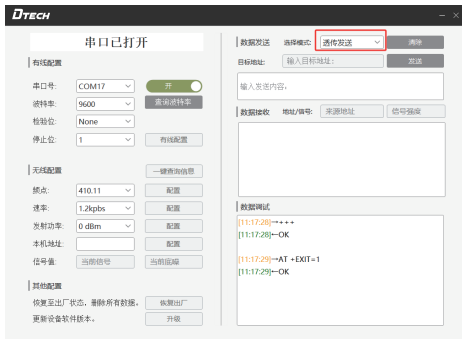 DTECH
串口已打开
有线配置
串口号: COM17 开
波特率: 9600 查询波特率
检验位: None
停止位: 1 有线配置
无线配置 一键查询信息
频点: 410.11 配置
速率: 1.2kpbs 配置
发射功率: 0 dBm 配置
本机地址: 配置
信号值: 当前信号 当前底噪
其他配置
恢复至出厂状态,删除所有数据。 恢复出厂
更新设备软件版本。 升级
数据发送 选择模式: 透传发送 清除
目标地址: 输入目标地址: 发送
输入发送内容:
数据接收 地址/信号: 来源地址 信号强度
数据调试
[11:17:28]→+++
[11:17:28]←OK
[11:17:29]→AT +EXIT=1
[11:17:29]←OK